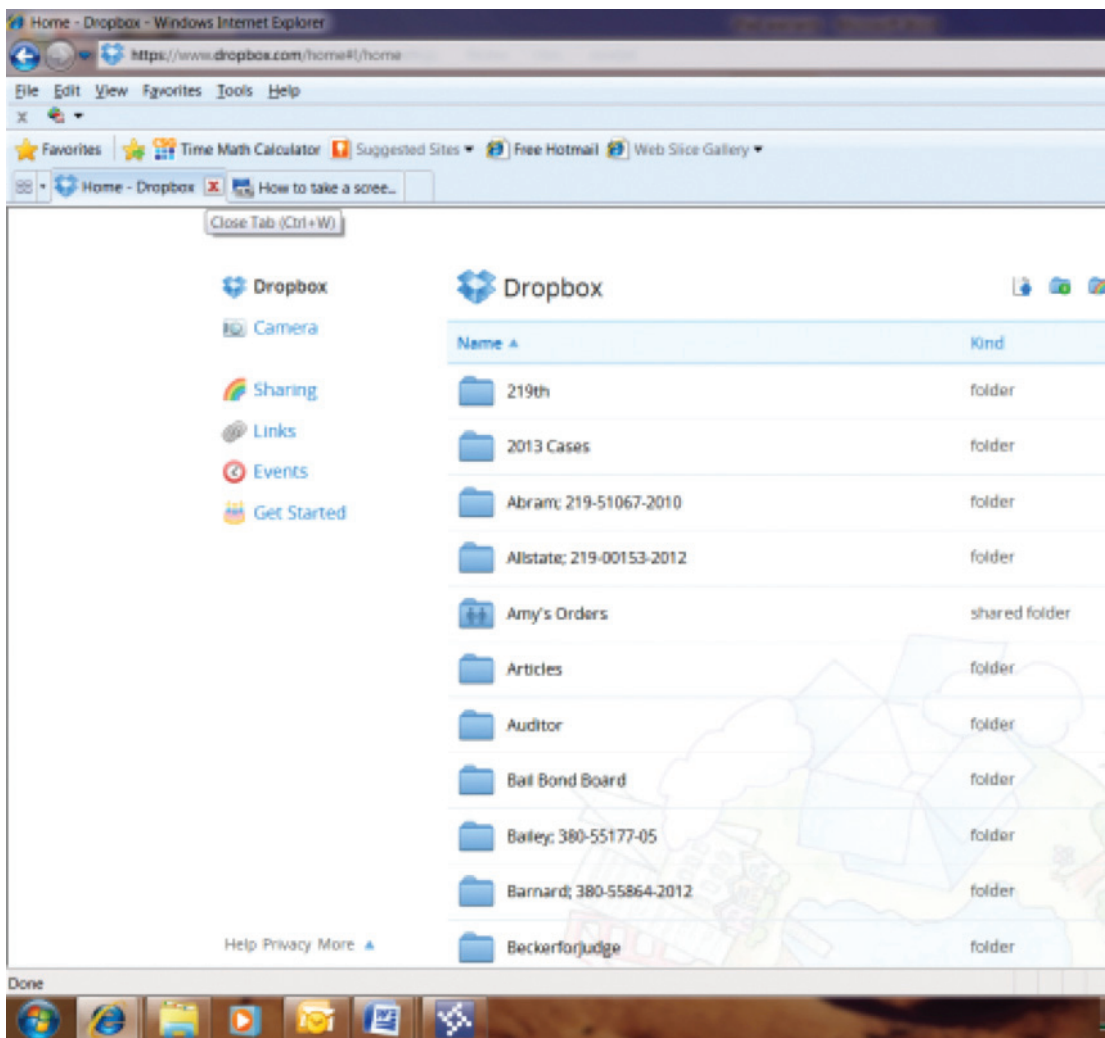 Home - Dropbox - Windows Internet Explorer
https://www.dropbox.com/home#!/home
File Edit View Favorites Tools Help
X
Favorites Time Math Calculator Suggested Sites Free Hotmail Web Slice Gallery
Home - Dropbox X How to take a scree...
Close Tab (Ctrl+W)
Dropbox
Camera
Sharing
Links
Events
Get Started
Help Privacy More
Dropbox
Name Kind
219th folder
2013 Cases folder
Abram; 219-51067-2010 folder
Allstate; 219-00153-2012 folder
Amy's Orders shared folder
Articles folder
Auditor folder
Bail Bond Board folder
Bailey; 380-55177-05 folder
Barnard; 380-55864-2012 folder
BeckerforJudge folder
Done